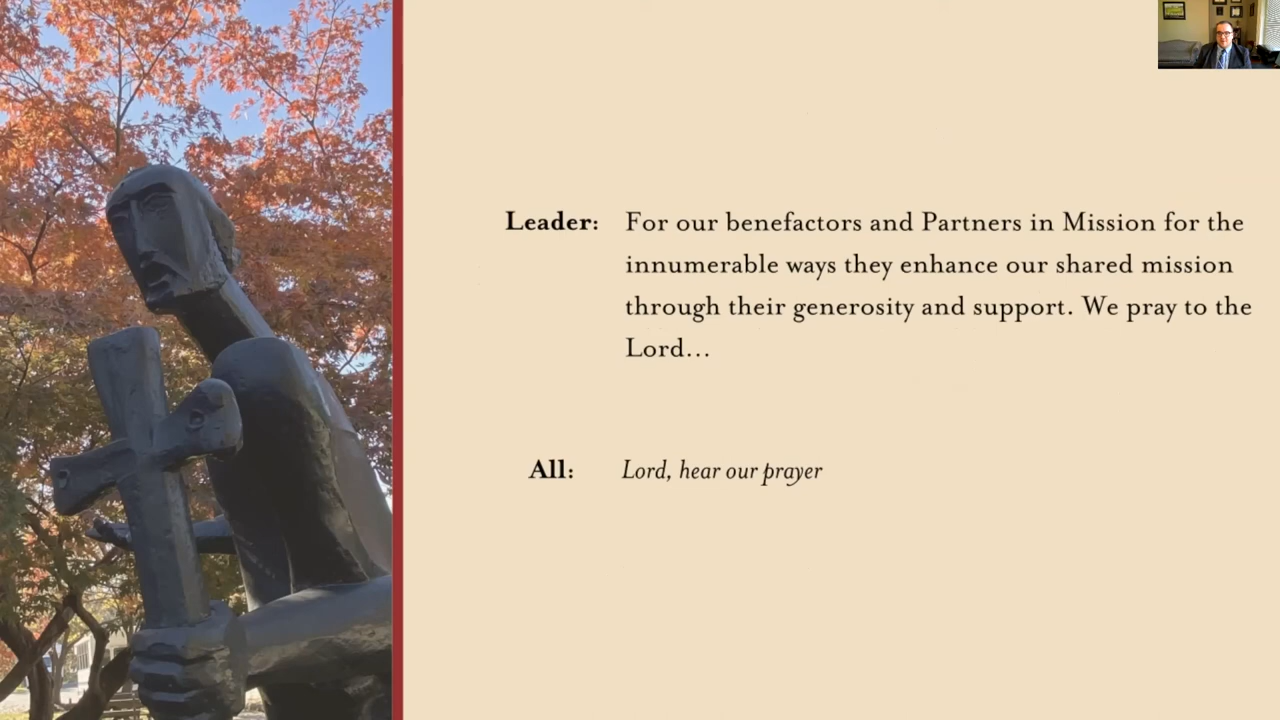 Leader: For our benefactors and Partners in Mission for the
innumerable ways they enhance our shared mission
through their generosity and support. We pray to the
Lord...
All: Lord, hear our prayer